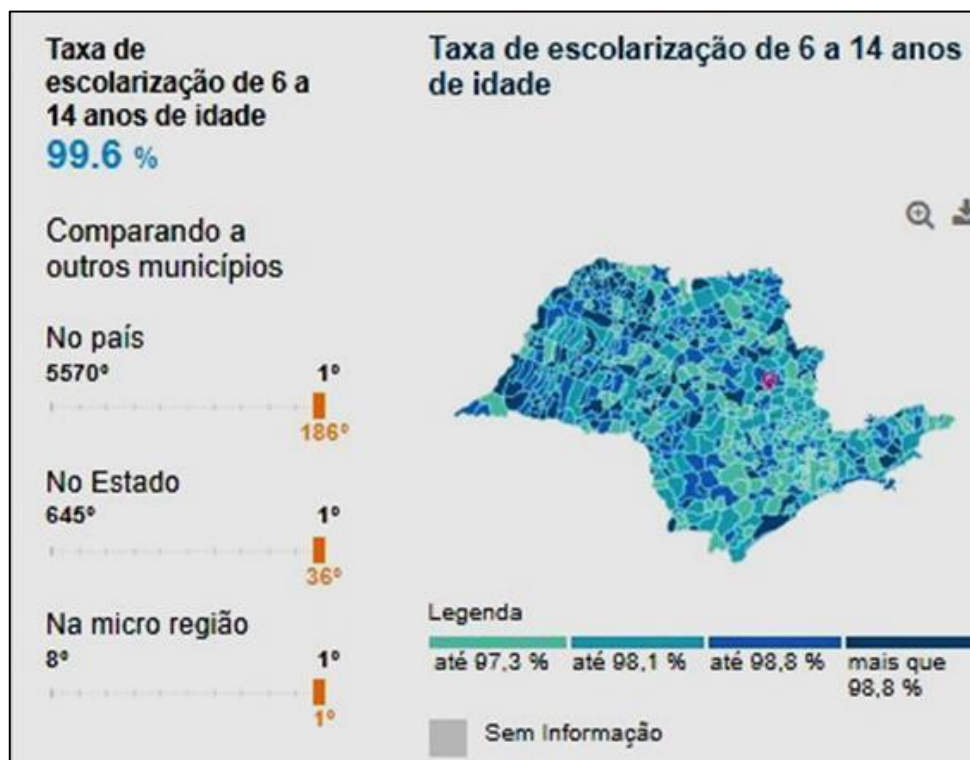 Taxa de
escolarização de 6 a
14 anos de idade
99.6 %
Comparando a
outros municípios
No país
5570º 1º
186º
No Estado
645º 1º
36º
Na micro região
8º 1º
1º
Taxa de escolarização de 6 a 14 anos
de idade
Legenda
até 97,3 % até 98,1 % até 98,8 % mais que
98,8 %
Sem Informação